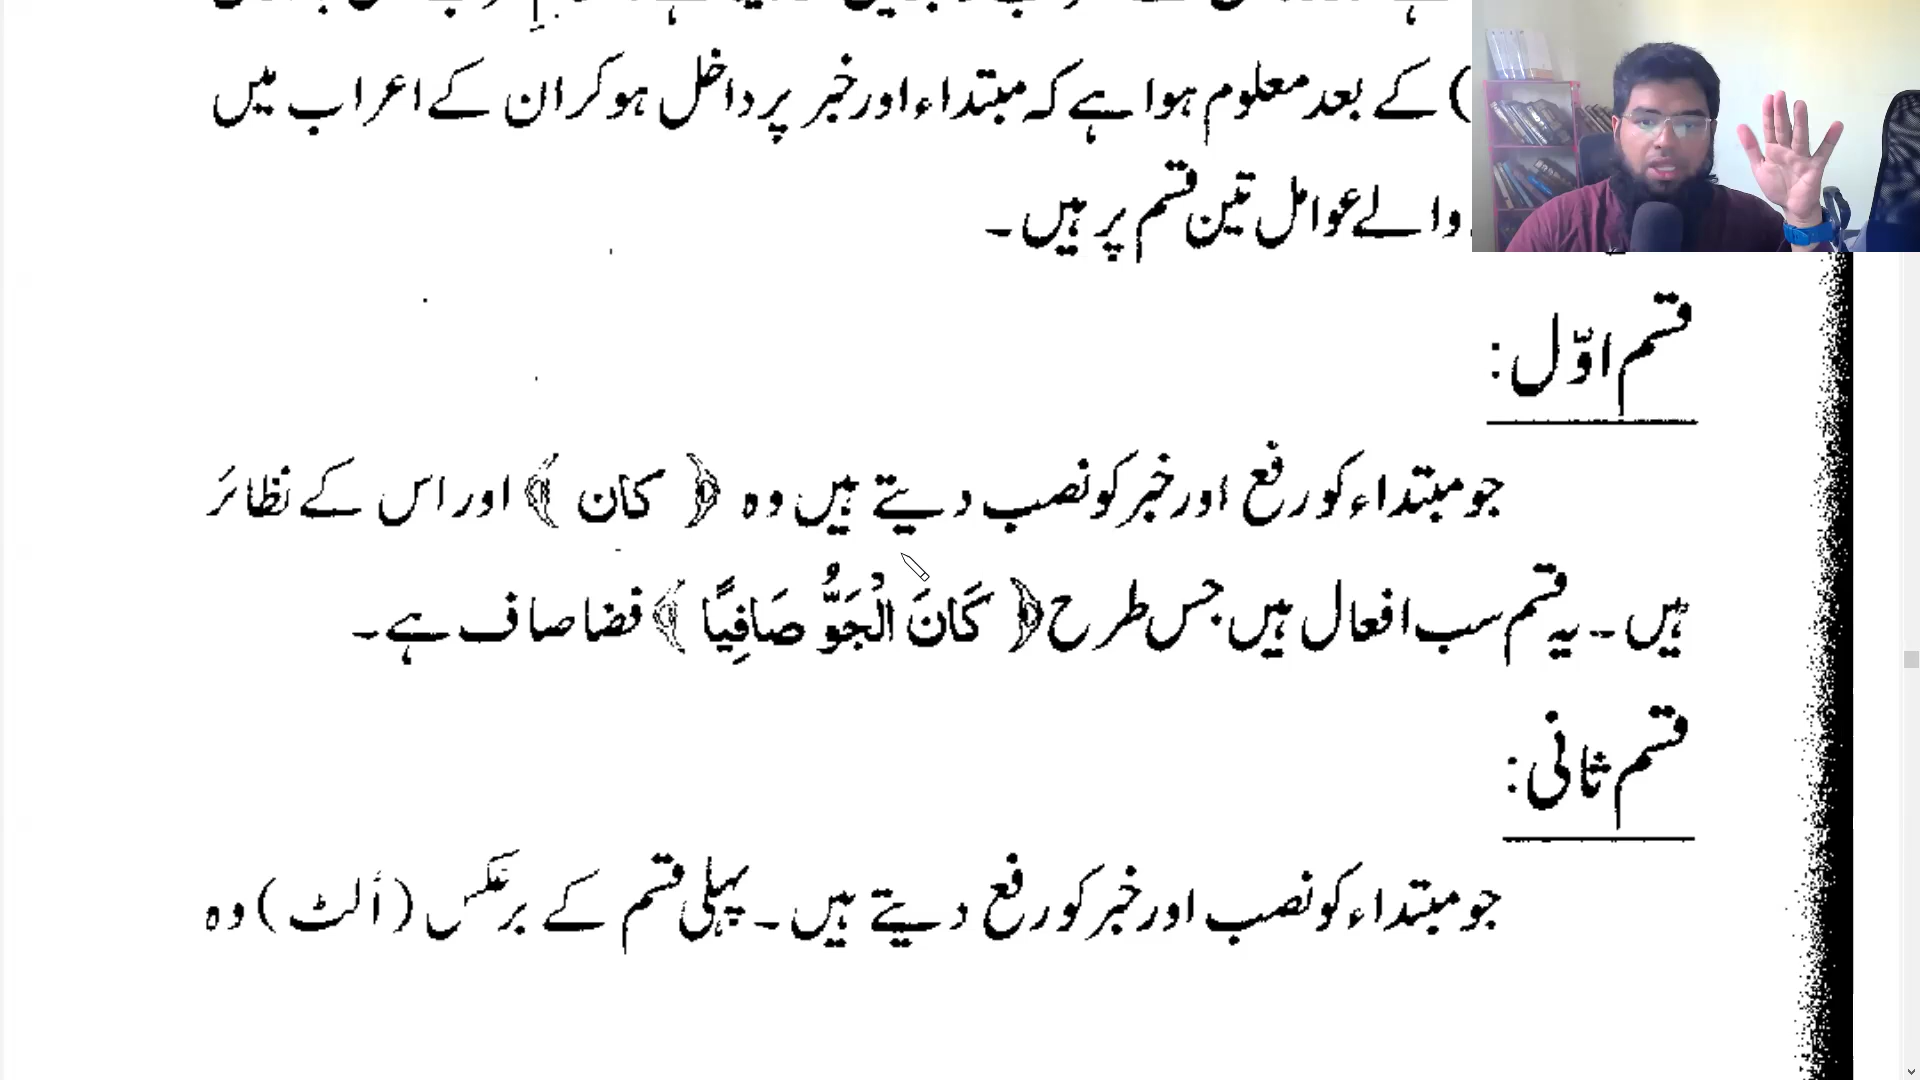 ) کے بعد معلوم ہوا ہے کہ مبتداء اور خبر پر داخل ہو کر ان کے اعراب میں
والے عوامل تین قسم پر ہیں۔
قسم اوّل:
جو مبتداء کو رفع اور خبر کو نصب دیتے ہیں وہ ﴿ کان ﴾ اور اس کے نظائرَ
ہیں۔ یہ قسم سب افعال ہیں جس طرح ﴿ كَانَ الْجَوُّ صَافِيًا ﴾ فضا صاف ہے۔
قسم ثانی:
جو مبتداء کو نصب اور خبر کو رفع دیتے ہیں۔ پہلی قسم کے برعکس (اُلٹ) وہ